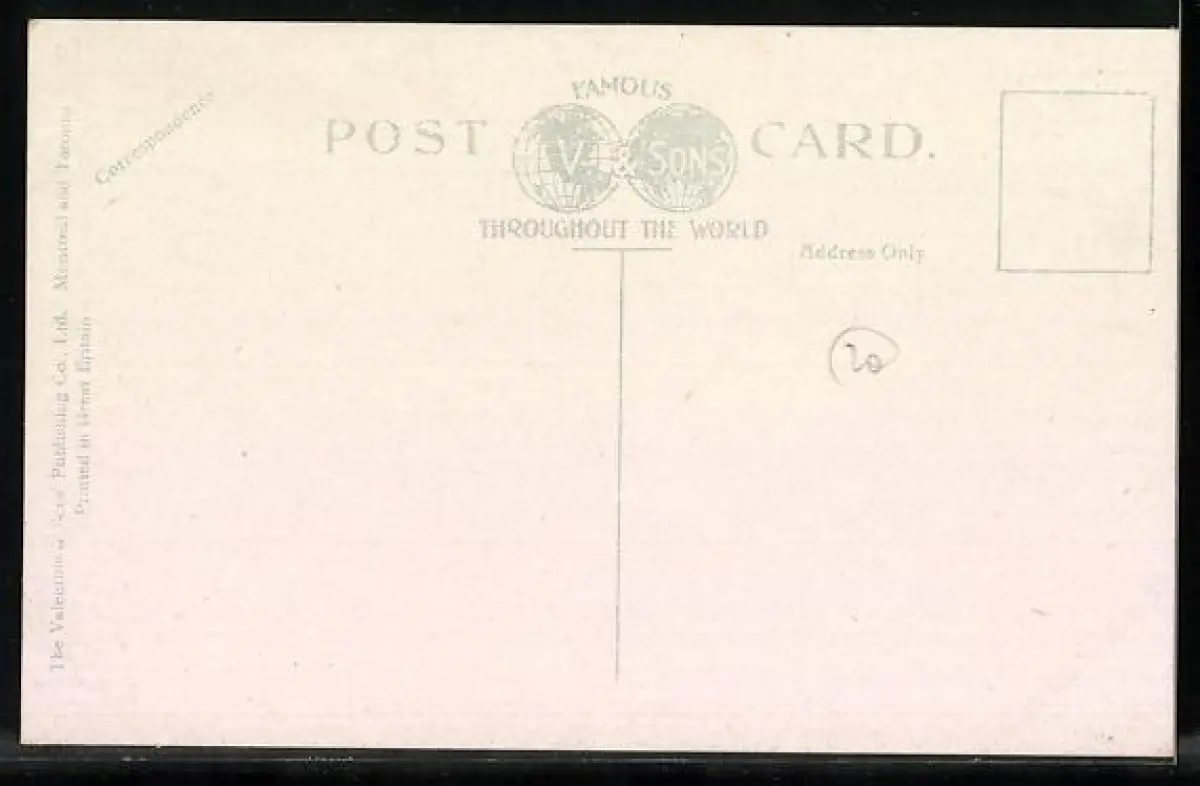 FAMOUS
POST V. & SONS CARD.
THROUGHOUT THE WORLD
Correspondence
Address Only
20
The Valentine & Sons' Publishing Co., Ltd. Montreal and Toronto
Printed in Great Britain